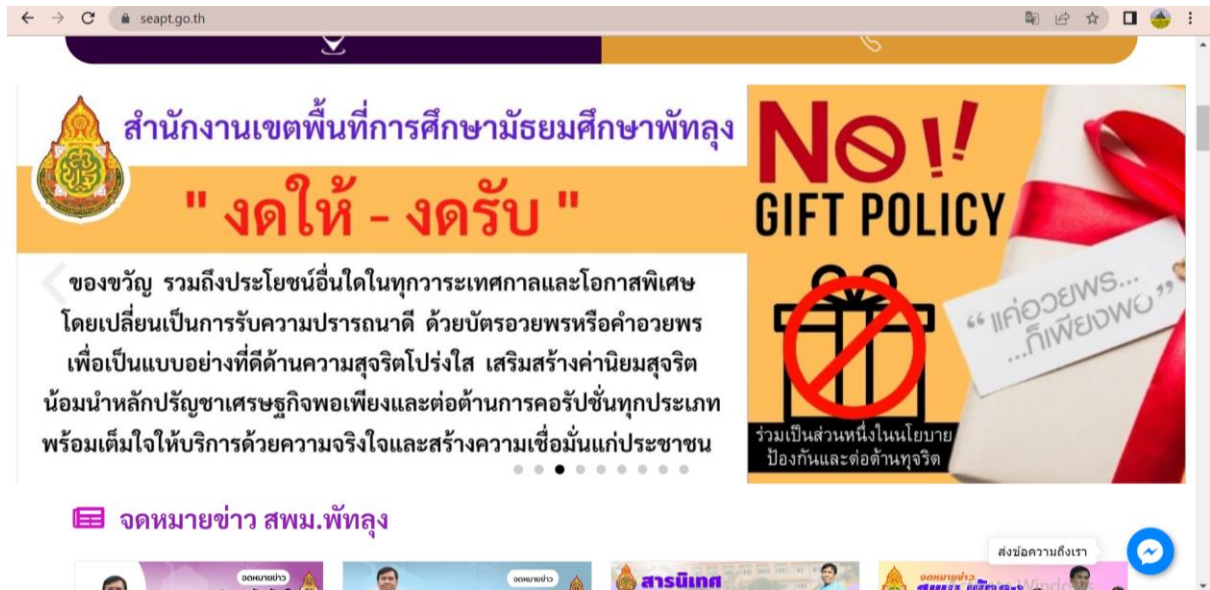 seapt.go.th
สำนักงานเขตพื้นที่การศึกษามัธยมศึกษาพัทลุง
" งดให้ - งดรับ "
ของขวัญ รวมถึงประโยชน์อื่นใดในทุกวาระเทศกาลและโอกาสพิเศษ
โดยเปลี่ยนเป็นการรับความปรารถนาดี ด้วยบัตรอวยพรหรือคำอวยพร
เพื่อเป็นแบบอย่างที่ดีด้านความสุจริตโปร่งใส เสริมสร้างค่านิยมสุจริต
น้อมนำหลักปรัญชาเศรษฐกิจพอเพียงและต่อต้านการคอรัปชั่นทุกประเภท
พร้อมเต็มใจให้บริการด้วยความจริงใจและสร้างความเชื่อมั่นแก่ประชาชน
NO!!
GIFT POLICY
“ แค่อวยพร...
...ก็เพียงพอ ”
ร่วมเป็นส่วนหนึ่งในนโยบาย
ป้องกันและต่อต้านทุจริต
จดหมายข่าว สพม.พัทลุง
ส่งข้อความถึงเรา
จดหมายข่าว
จดหมายข่าว
สารนิเทศ
จดหมายข่าว
สพม.พัทลุง